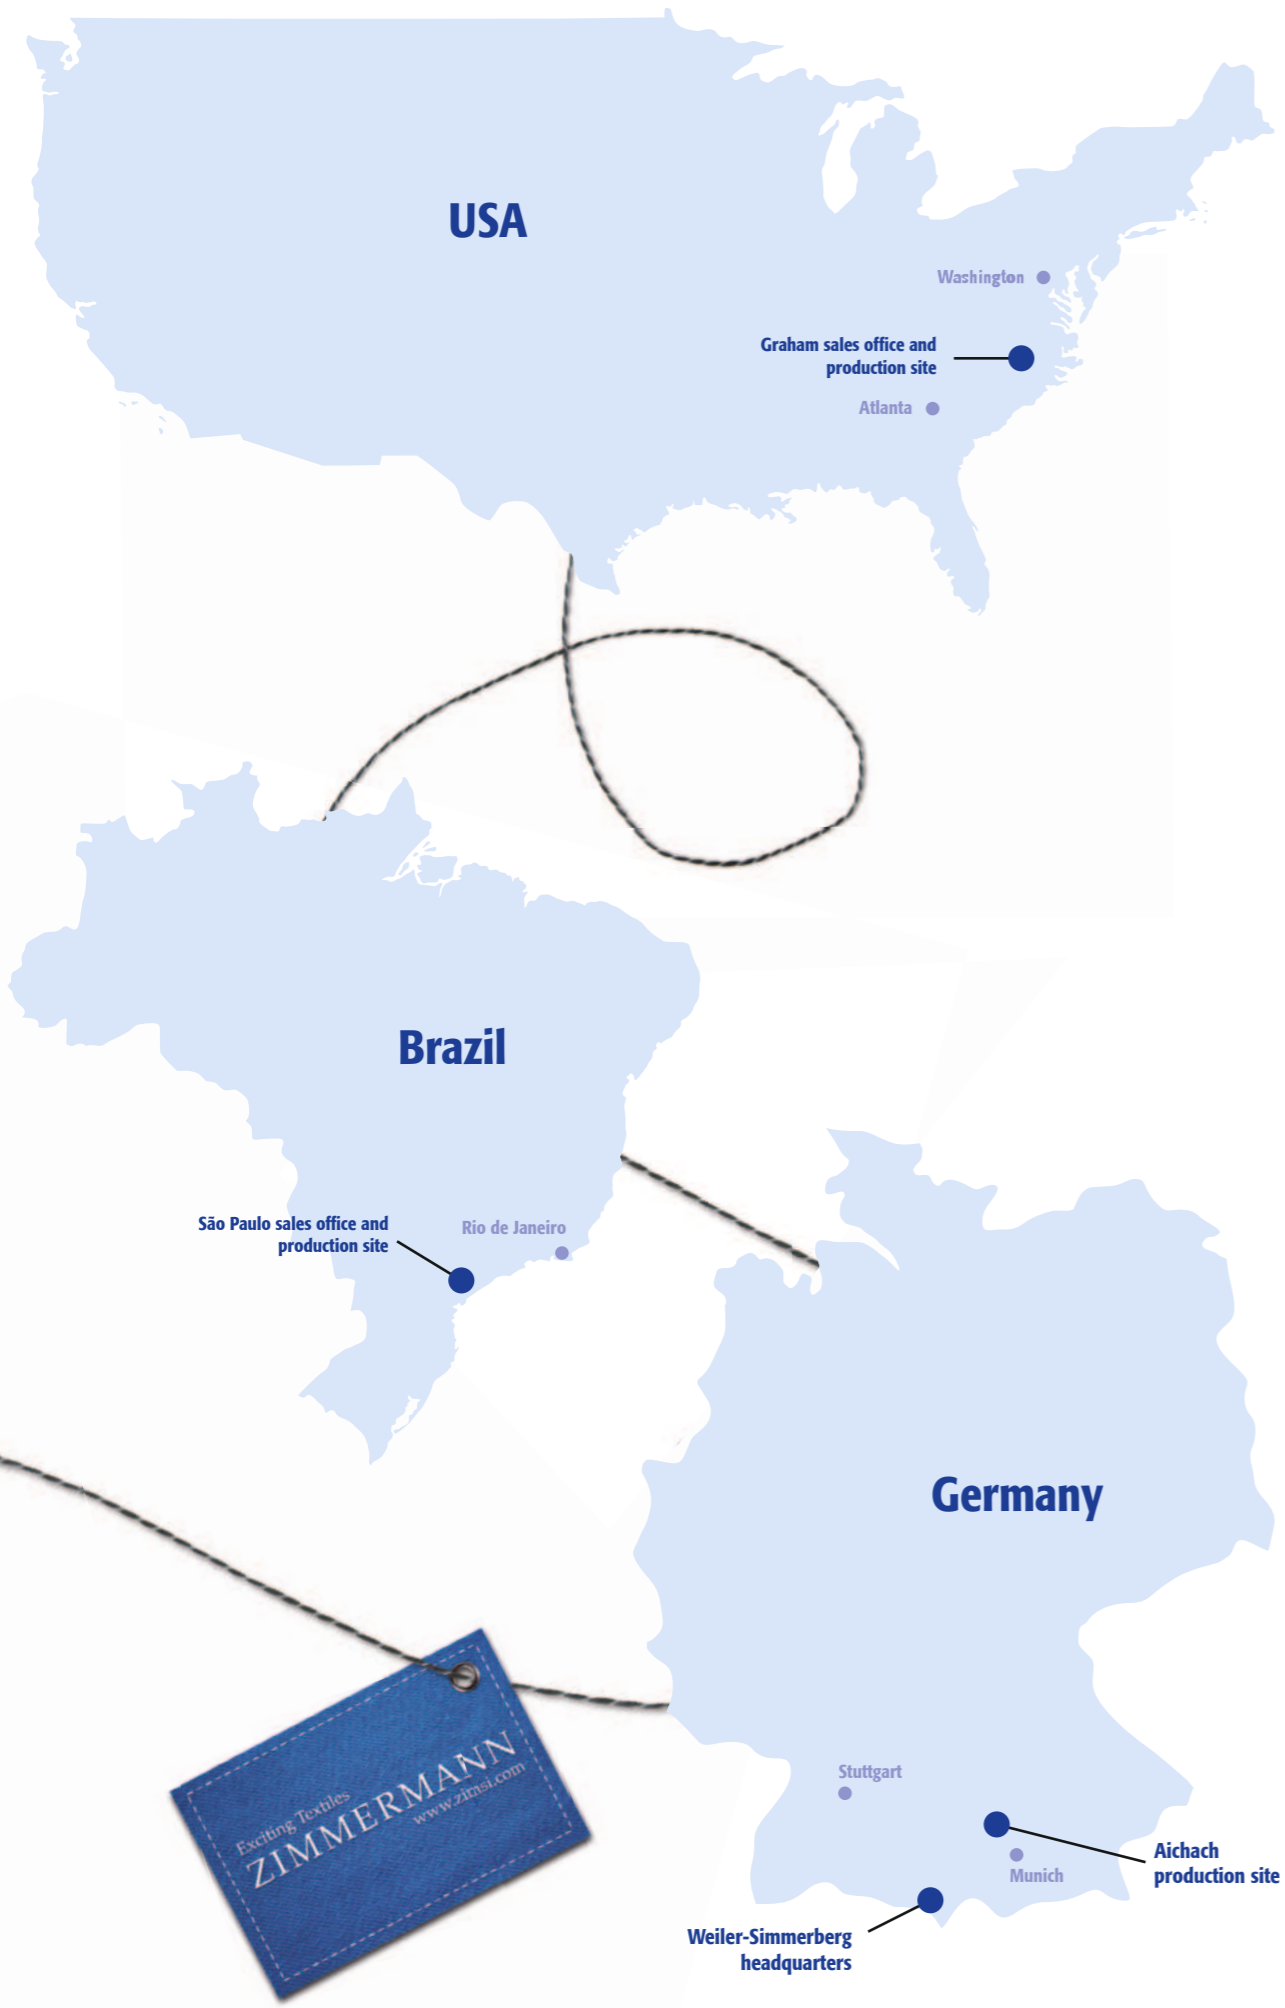 USA
Washington
Graham sales office and
production site
Atlanta
Brazil
São Paulo sales office and
production site
Rio de Janeiro
Germany
Exciting Textiles
ZIMMERMANN
www.zimsi.com
Stuttgart
Aichach
production site
Munich
Weiler-Simmerberg
headquarters